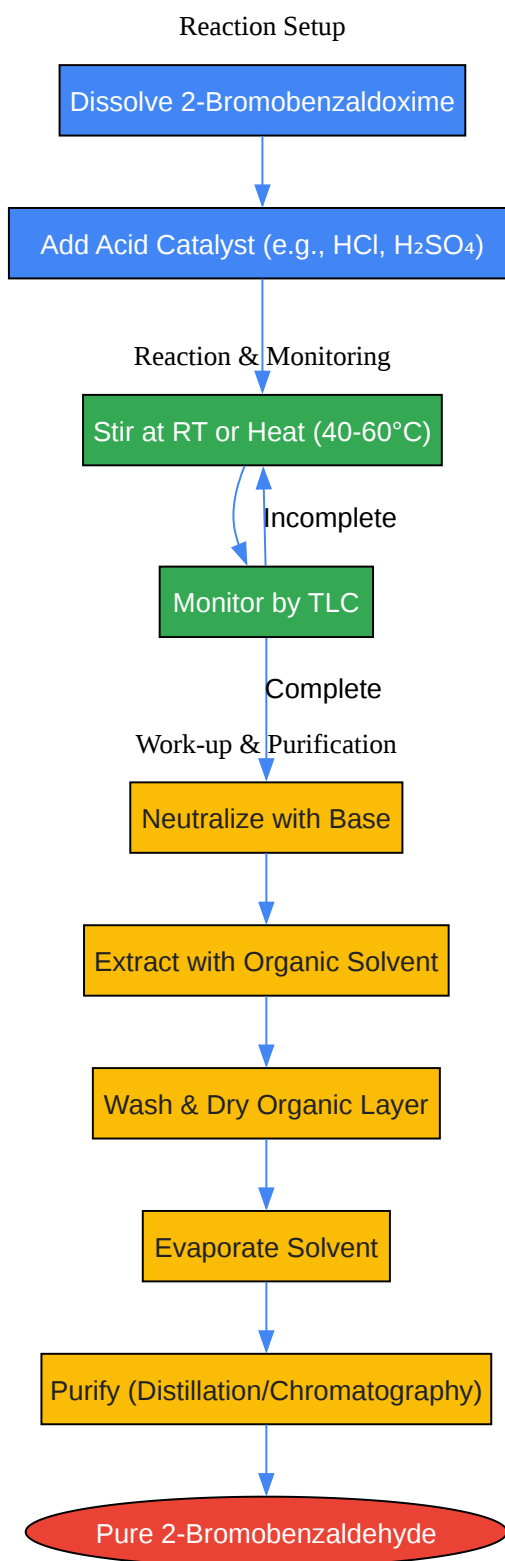 Reaction Setup
Dissolve 2-Bromobenzaldoxime
Add Acid Catalyst (e.g., HCl, H₂SO₄)
Reaction & Monitoring
Stir at RT or Heat (40-60°C)
Incomplete
Monitor by TLC
Complete
Work-up & Purification
Neutralize with Base
Extract with Organic Solvent
Wash & Dry Organic Layer
Evaporate Solvent
Purify (Distillation/Chromatography)
Pure 2-Bromobenzaldehyde